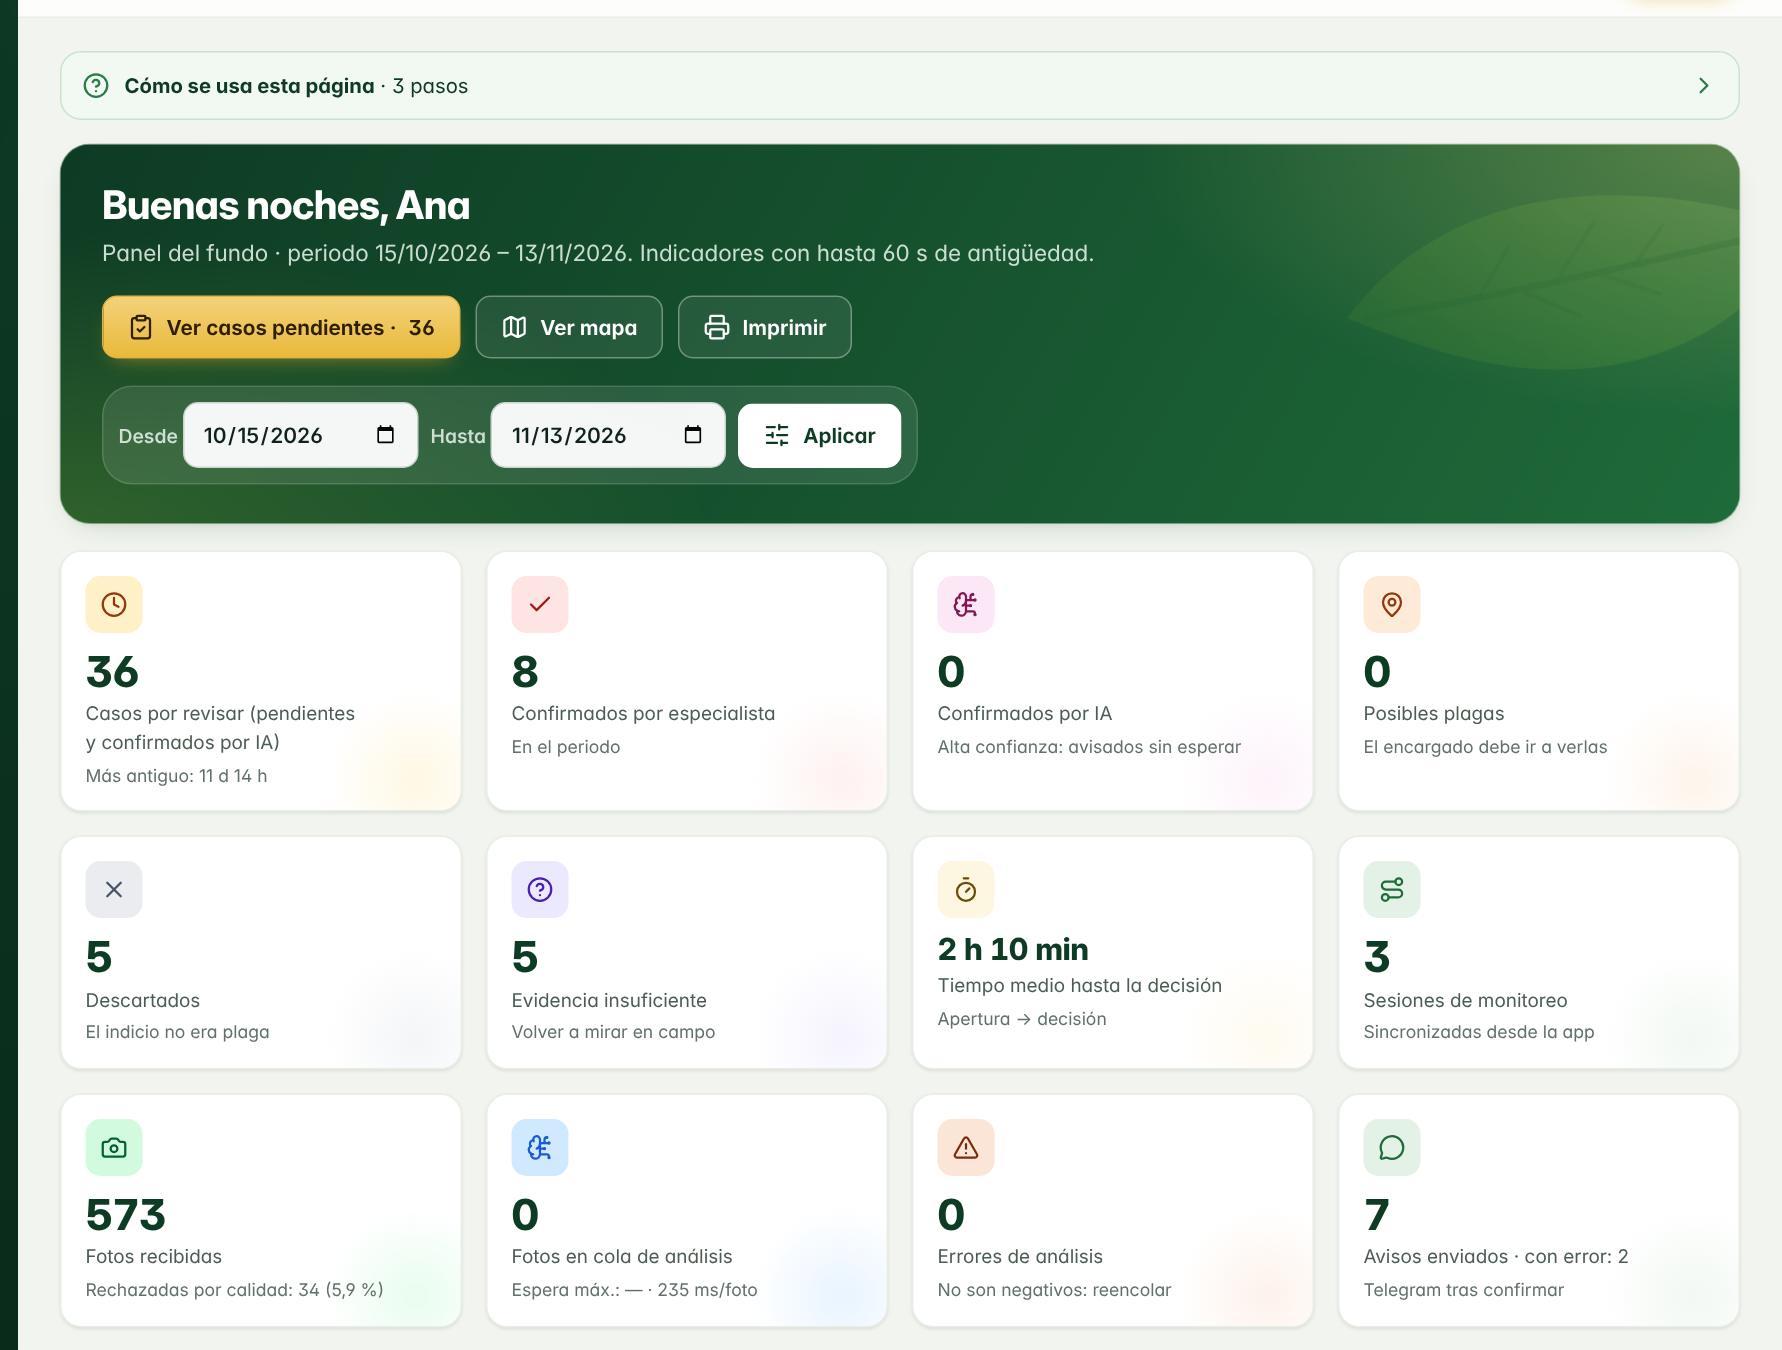 Cómo se usa esta página · 3 pasos
Buenas noches, Ana
Panel del fundo · periodo 15/10/2026 – 13/11/2026. Indicadores con hasta 60 s de antigüedad.
Ver casos pendientes · 36
Ver mapa
Imprimir
Desde 10/15/2026 Hasta 11/13/2026 Aplicar
36
Casos por revisar (pendientes
y confirmados por IA)
Más antiguo: 11 d 14 h
8
Confirmados por especialista
En el periodo
0
Confirmados por IA
Alta confianza: avisados sin esperar
0
Posibles plagas
El encargado debe ir a verlas
5
Descartados
El indicio no era plaga
5
Evidencia insuficiente
Volver a mirar en campo
2 h 10 min
Tiempo medio hasta la decisión
Apertura → decisión
3
Sesiones de monitoreo
Sincronizadas desde la app
573
Fotos recibidas
Rechazadas por calidad: 34 (5,9 %)
0
Fotos en cola de análisis
Espera máx.: — · 235 ms/foto
0
Errores de análisis
No son negativos: reencolar
7
Avisos enviados · con error: 2
Telegram tras confirmar